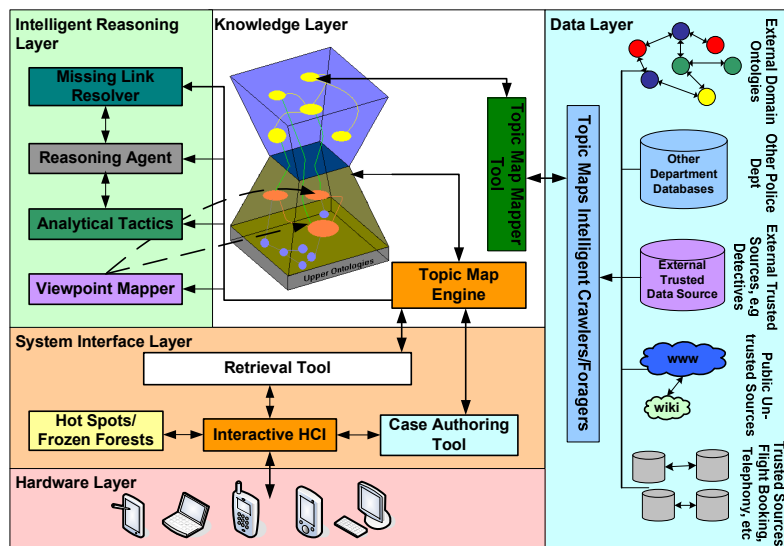 Intelligent Reasoning
Layer
Missing Link
Resolver
Reasoning Agent
Analytical Tactics
Viewpoint Mapper
Knowledge Layer
Upper Ontologies
Topic Map Mapper
Tool
Topic Map
Engine
Data Layer
Topic Maps Intelligent Crawlers/Foragers
External Domain
Ontolgies
Other
Department
Databases
Other Police
Dept
External
Trusted
Data Source
External Trusted
Sources, e.g
Detectives
www
wiki
Public Un-
trusted Sources
Trusted Sources
Flight Booking,
Telephony, etc
System Interface Layer
Retrieval Tool
Hot Spots/
Frozen Forests
Interactive HCI
Case Authoring
Tool
Hardware Layer